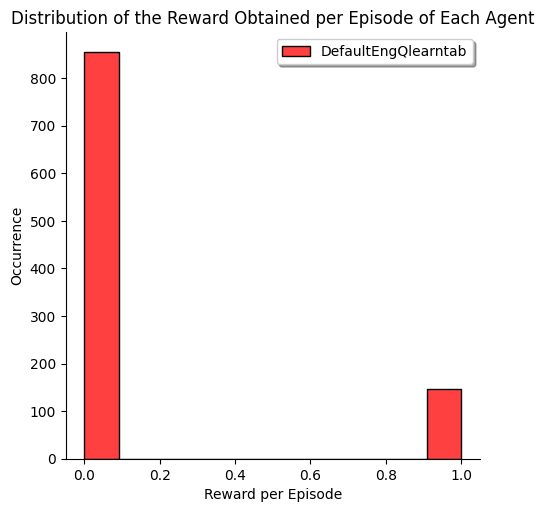 Distribution of the Reward Obtained per Episode of Each Agent
DefaultEngQlearntab
800
700
600
500
400
300
200
100
0
Occurrence
0.0 0.2 0.4 0.6 0.8 1.0
Reward per Episode